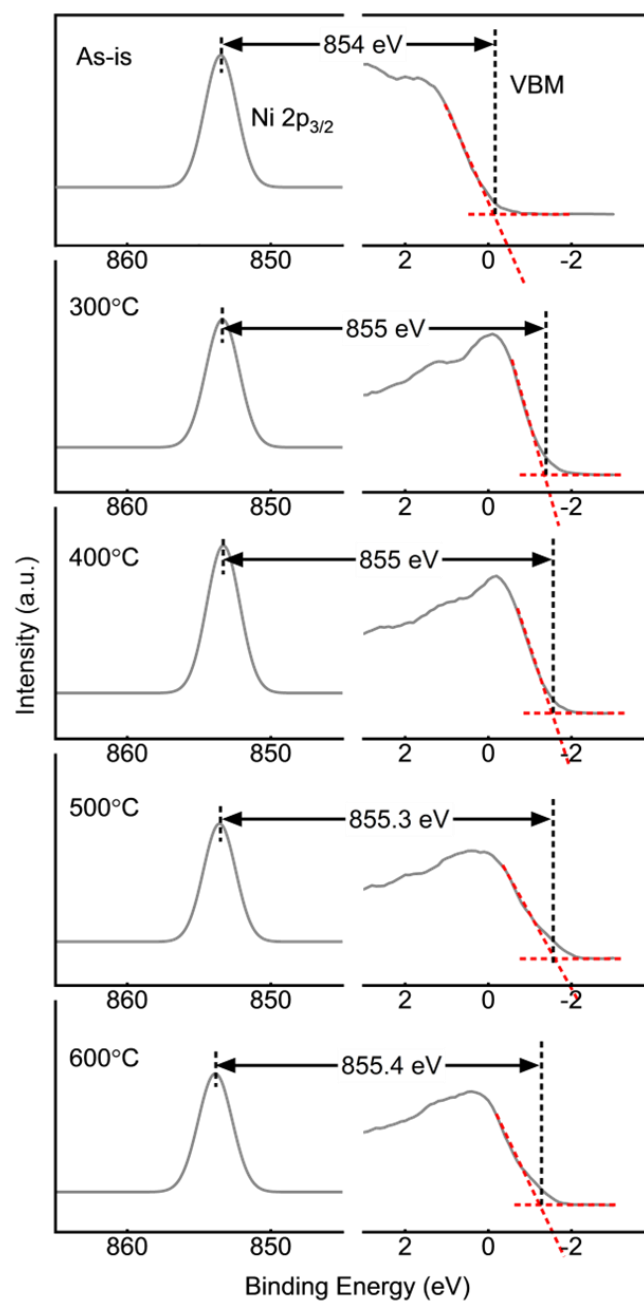 As-is
854 eV
VBM
Ni 2p3/2
860 850 2 0 -2
300°C
855 eV
860 850 2 0 -2
400°C
855 eV
860 850 2 0 -2
500°C
855.3 eV
860 850 2 0 -2
600°C
855.4 eV
860 850 2 0 -2
Intensity (a.u.)
Binding Energy (eV)